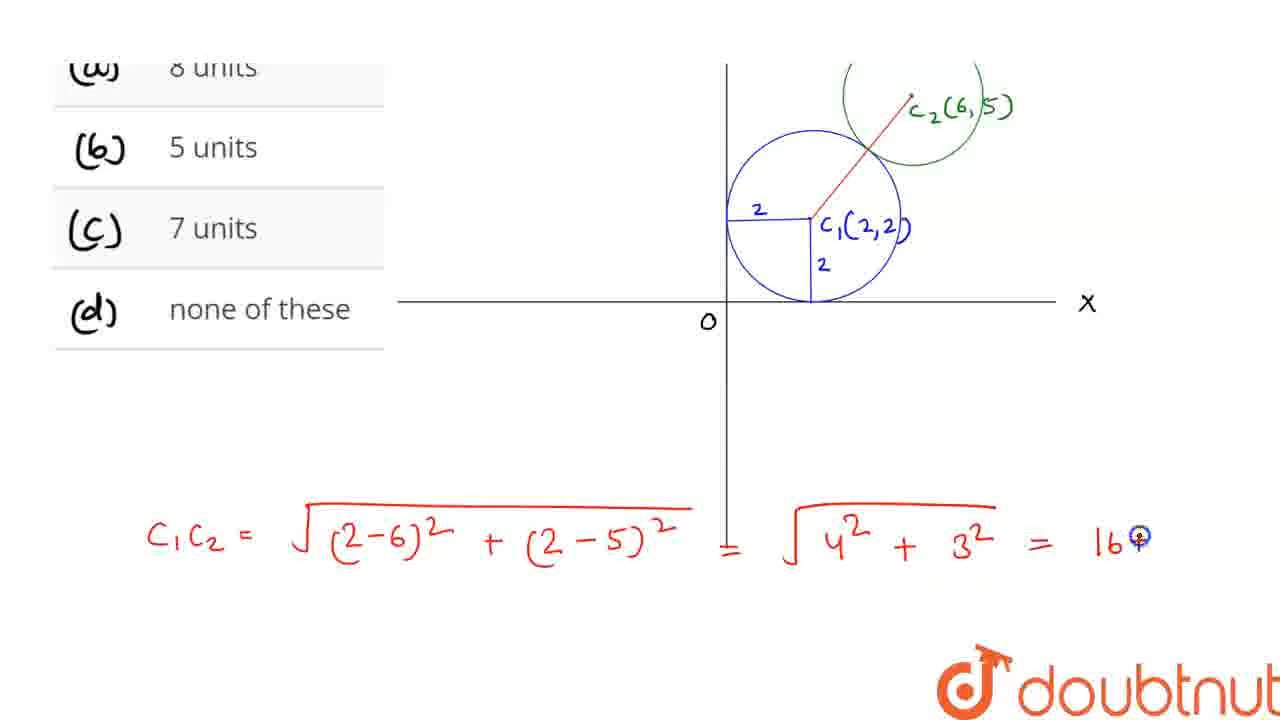 (a) 8 units
(b) 5 units
(c) 7 units
(d) none of these
C₂(6,5)
2
C₁(2,2)
2
X
O
C₁C₂ = √((2-6)² + (2-5)²) = √(4² + 3²) = 16+
doubtnut